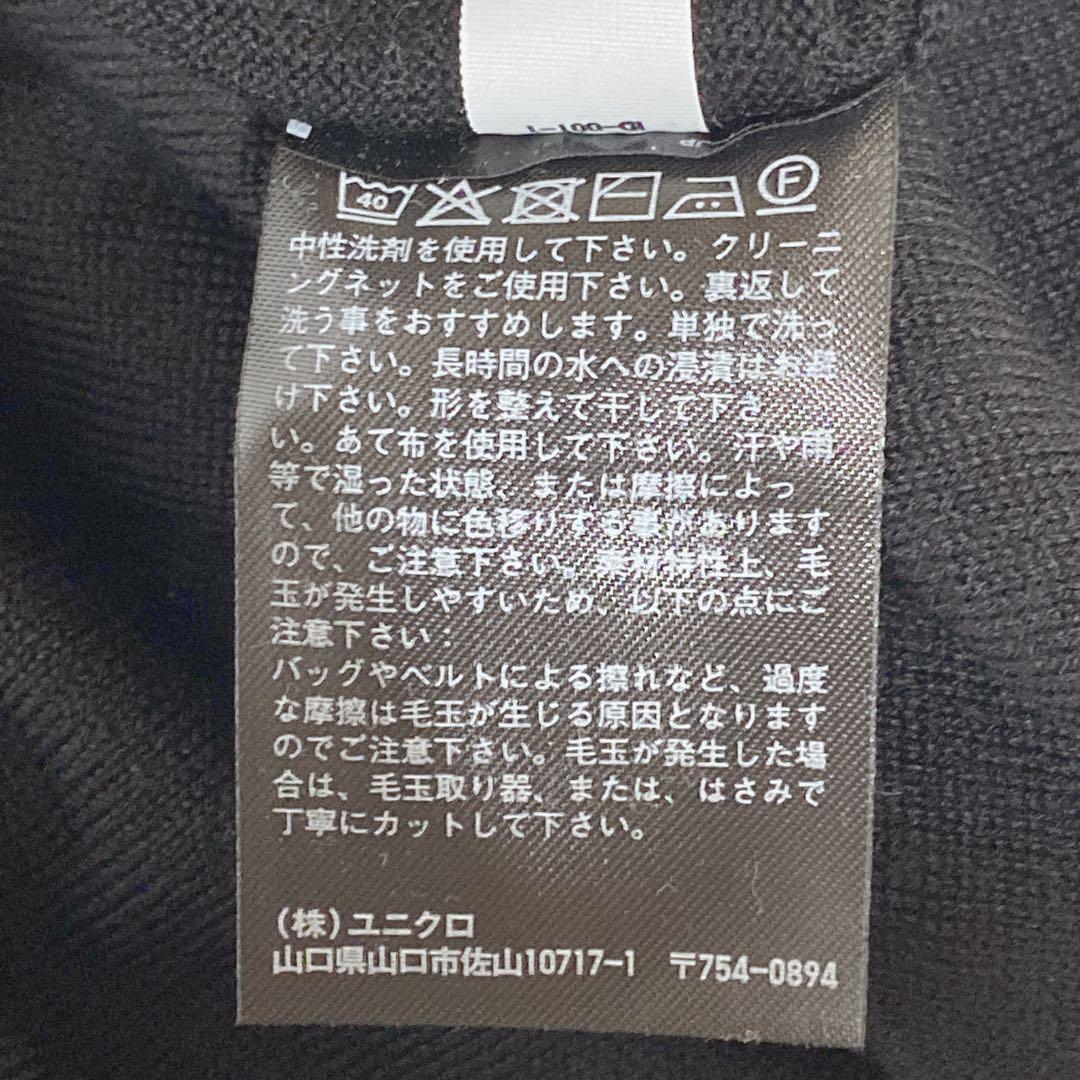 40 F
中性洗剤を使用して下さい。クリーニ
ングネットをご使用下さい。裏返して
洗う事をおすすめします。単独で洗っ
て下さい。長時間の水への浸漬はお避
け下さい。形を整えて干して下さ
い。あて布を使用して下さい。汗や雨
等で湿った状態、または摩擦によっ
て、他の物に色移りする事があります
ので、ご注意下さい。素材特性上、毛
玉が発生しやすいため、以下の点にご
注意下さい：
バッグやベルトによる擦れなど、過度
な摩擦は毛玉が生じる原因となります
のでご注意下さい。毛玉が発生した場
合は、毛玉取り器、または、はさみで
丁寧にカットして下さい。
(株)ユニクロ
山口県山口市佐山10717-1 〒754-0894